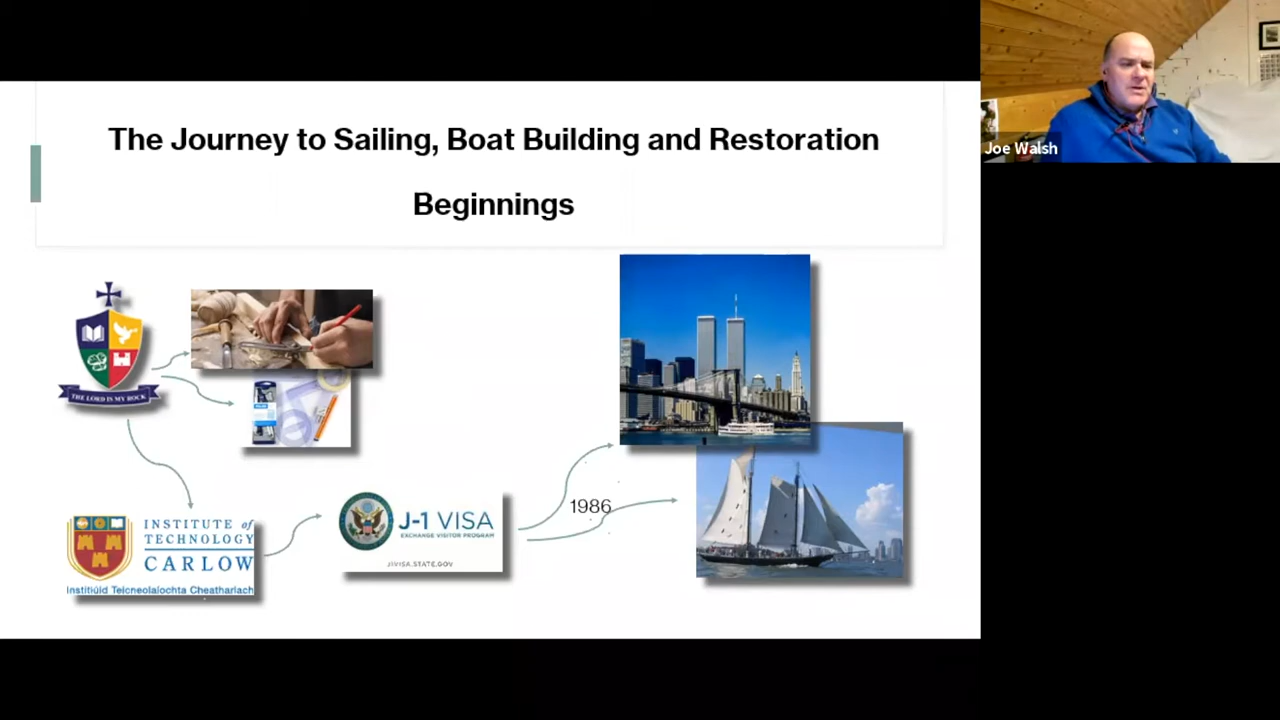 The Journey to Sailing, Boat Building and Restoration
Beginnings
Joe Walsh
THE LORD IS MY ROCK
1986
INSTITUTE of
TECHNOLOGY
CARLOW
Institiúid Teicneolaíochta Cheatharlach
J-1 VISA
EXCHANGE VISITOR PROGRAM
J1VISA.STATE.GOV